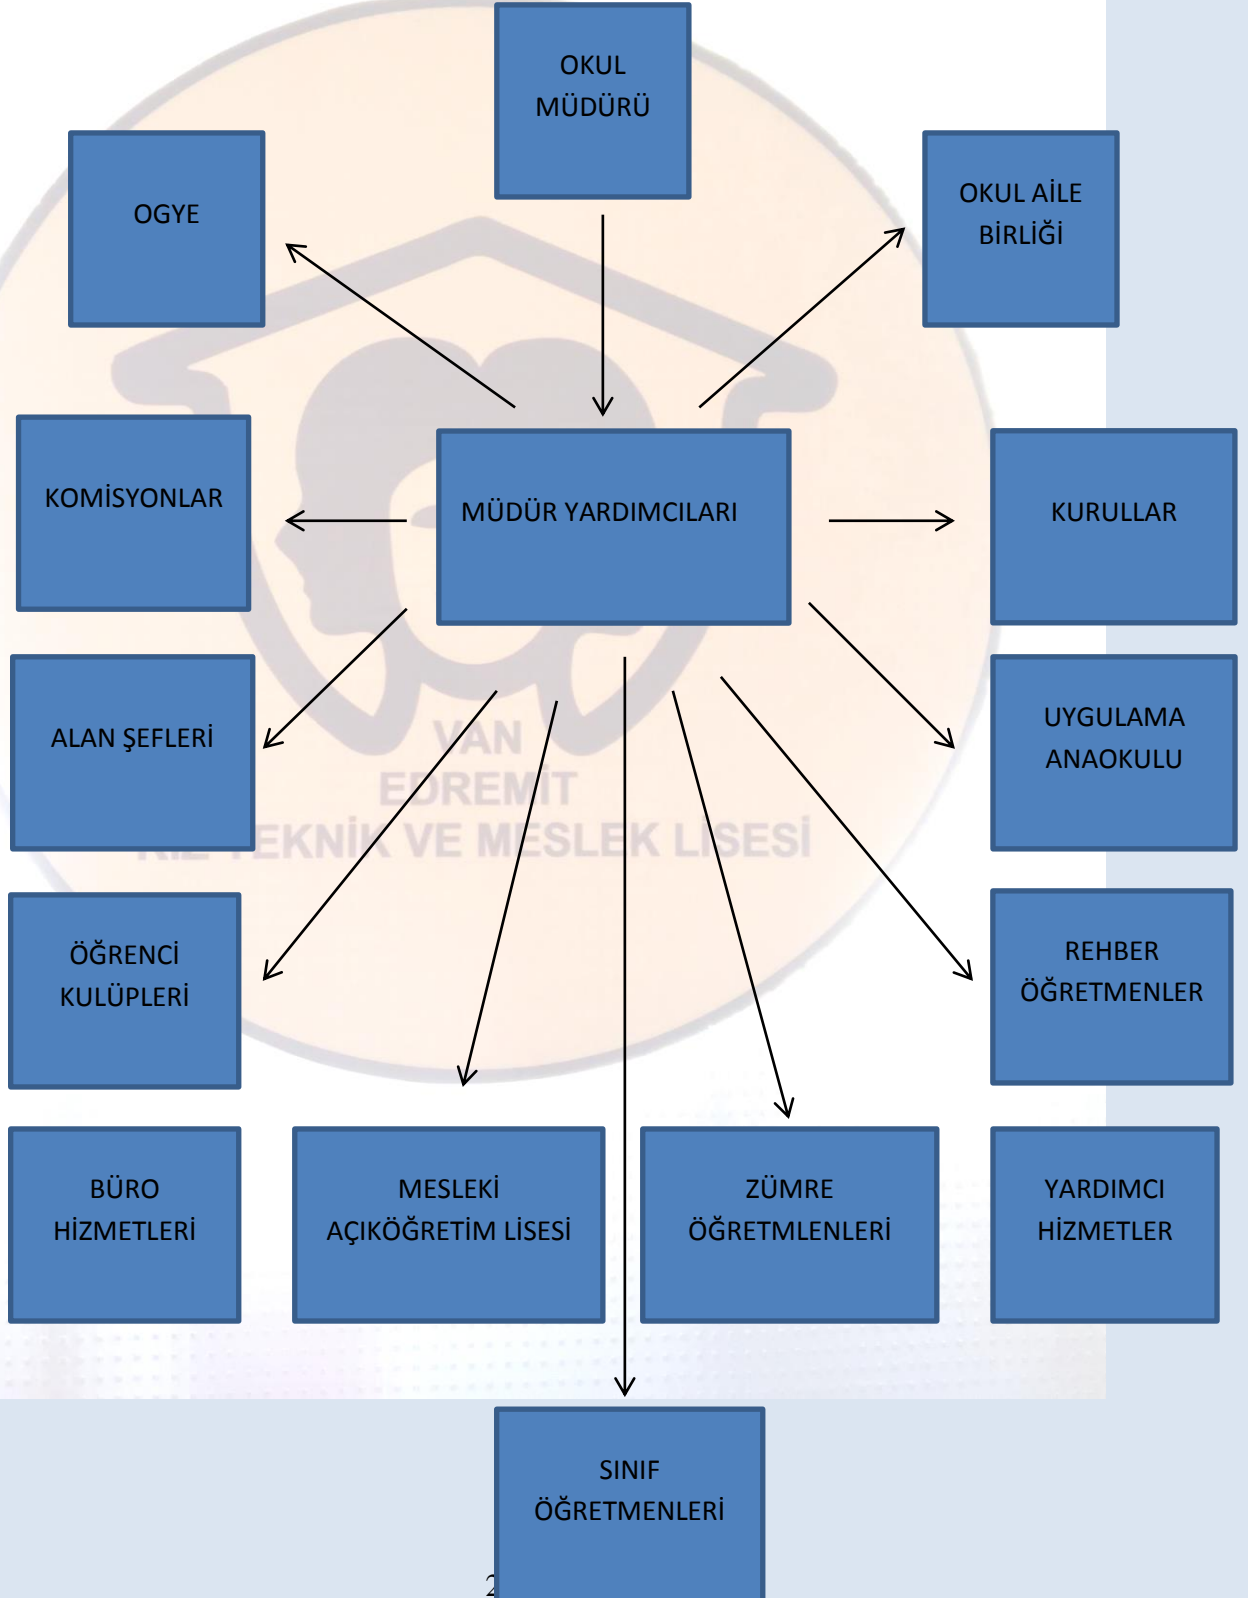 OKUL
MÜDÜRÜ
OGYE
OKUL AİLE
BİRLİĞİ
KOMİSYONLAR
MÜDÜR YARDIMCILARI
KURULLAR
ALAN ŞEFLERİ
UYGULAMA
ANAOKULU
VAN
EDREMİT
TEKNİK VE MESLEK LİSESİ
ÖĞRENCİ
KULÜPLERİ
REHBER
ÖĞRETMENLER
BÜRO
HİZMETLERİ
MESLEKİ
AÇIKÖĞRETİM LİSESİ
ZÜMRE
ÖĞRETMLENLERİ
YARDIMCI
HİZMETLER
SINIF
ÖĞRETMENLERİ